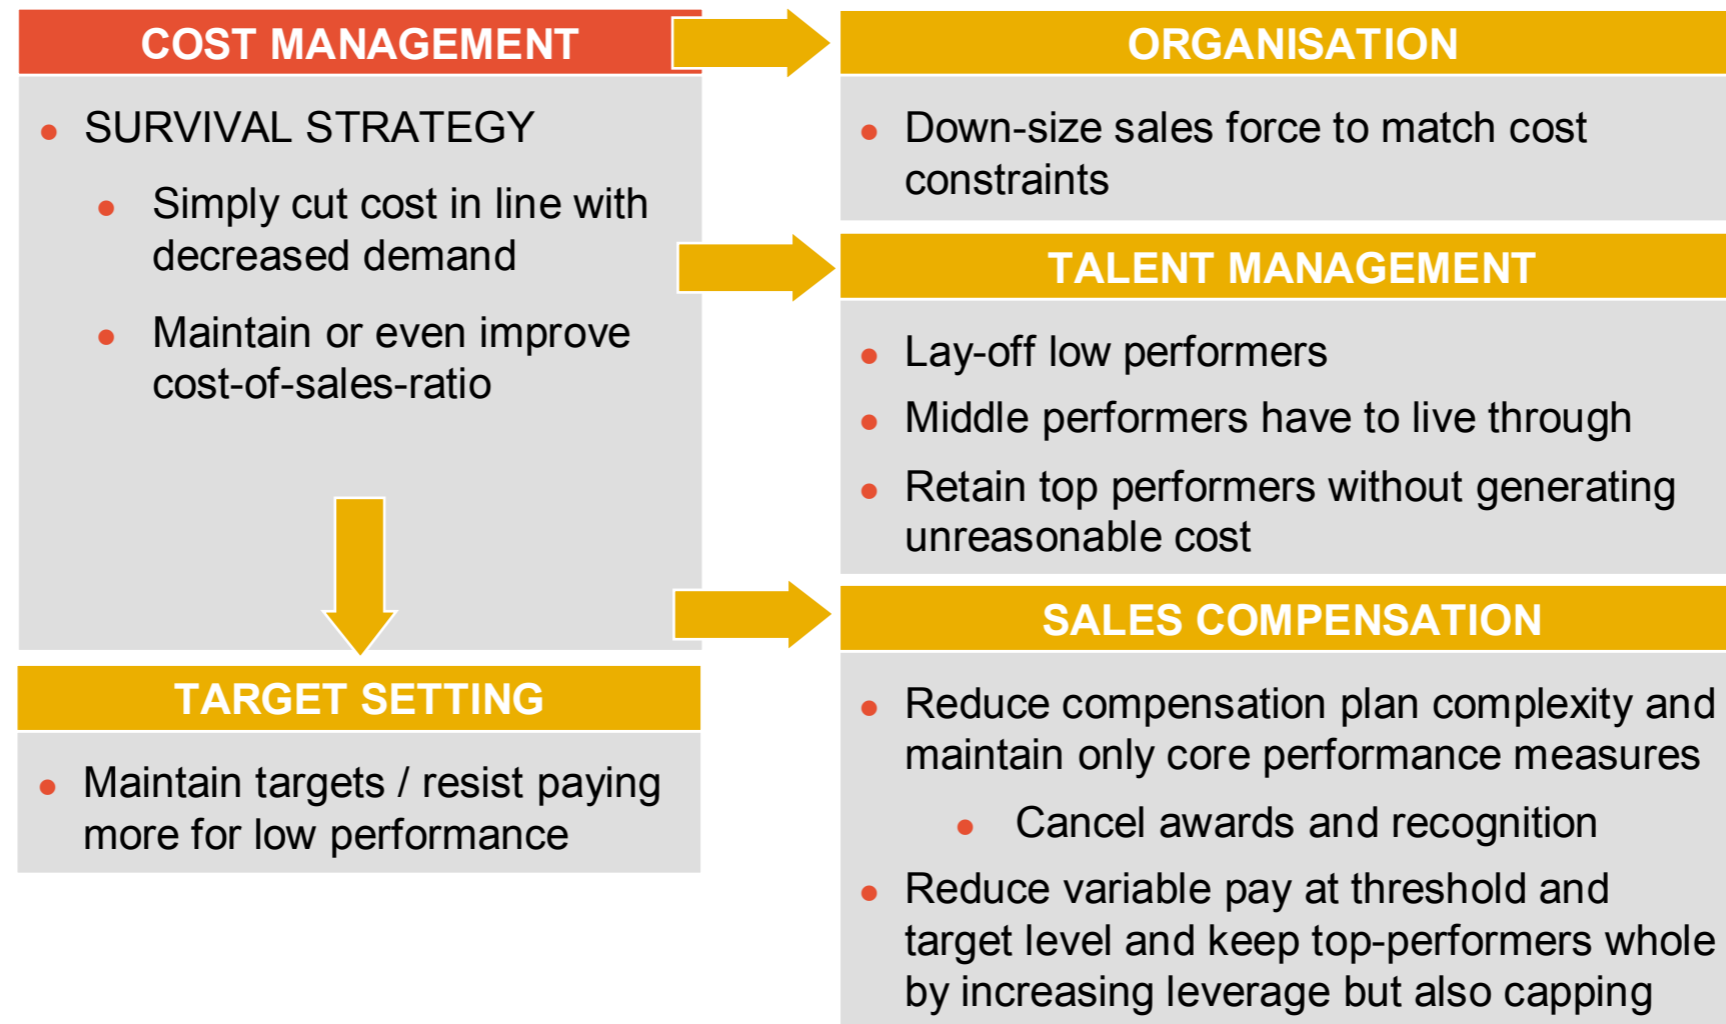 COST MANAGEMENT
SURVIVAL STRATEGY
Simply cut cost in line with
decreased demand
Maintain or even improve
cost-of-sales-ratio
TARGET SETTING
Maintain targets / resist paying
more for low performance
ORGANISATION
Down-size sales force to match cost
constraints
TALENT MANAGEMENT
Lay-off low performers
Middle performers have to live through
Retain top performers without generating
unreasonable cost
SALES COMPENSATION
Reduce compensation plan complexity and
maintain only core performance measures
Cancel awards and recognition
Reduce variable pay at threshold and
target level and keep top-performers whole
by increasing leverage but also capping